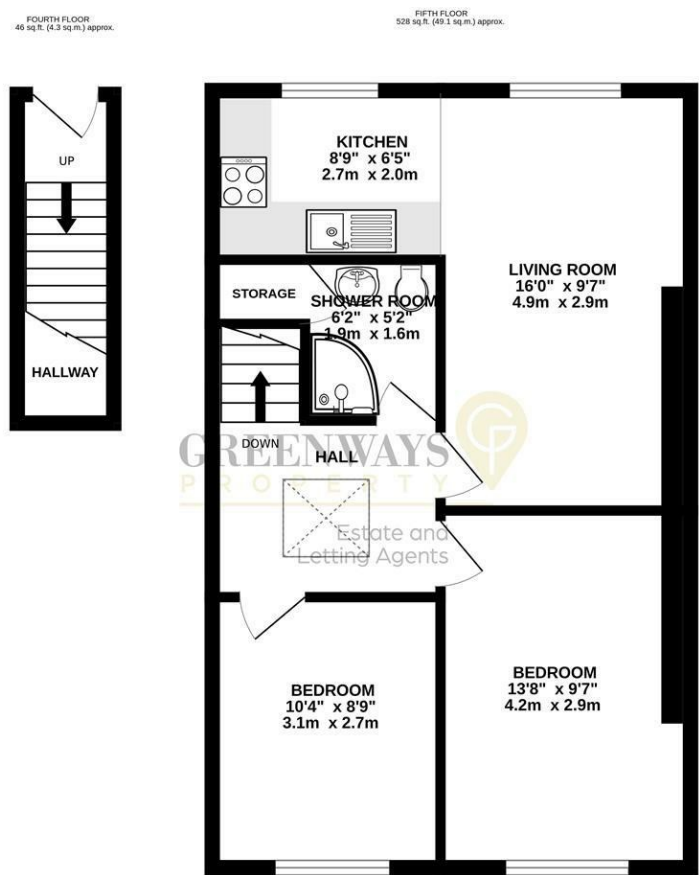 FOURTH FLOOR
46 sq.ft. (4.3 sq.m.) approx.
FIFTH FLOOR
528 sq.ft. (49.1 sq.m.) approx.
UP
HALLWAY
KITCHEN
8'9" x 6'5"
2.7m x 2.0m
LIVING ROOM
16'0" x 9'7"
4.9m x 2.9m
STORAGE
SHOWER ROOM
6'2" x 5'2"
1.9m x 1.6m
DOWN
HALL
GREENWAYS
PROPERTY
Estate and
Letting Agents
BEDROOM
10'4" x 8'9"
3.1m x 2.7m
BEDROOM
13'8" x 9'7"
4.2m x 2.9m